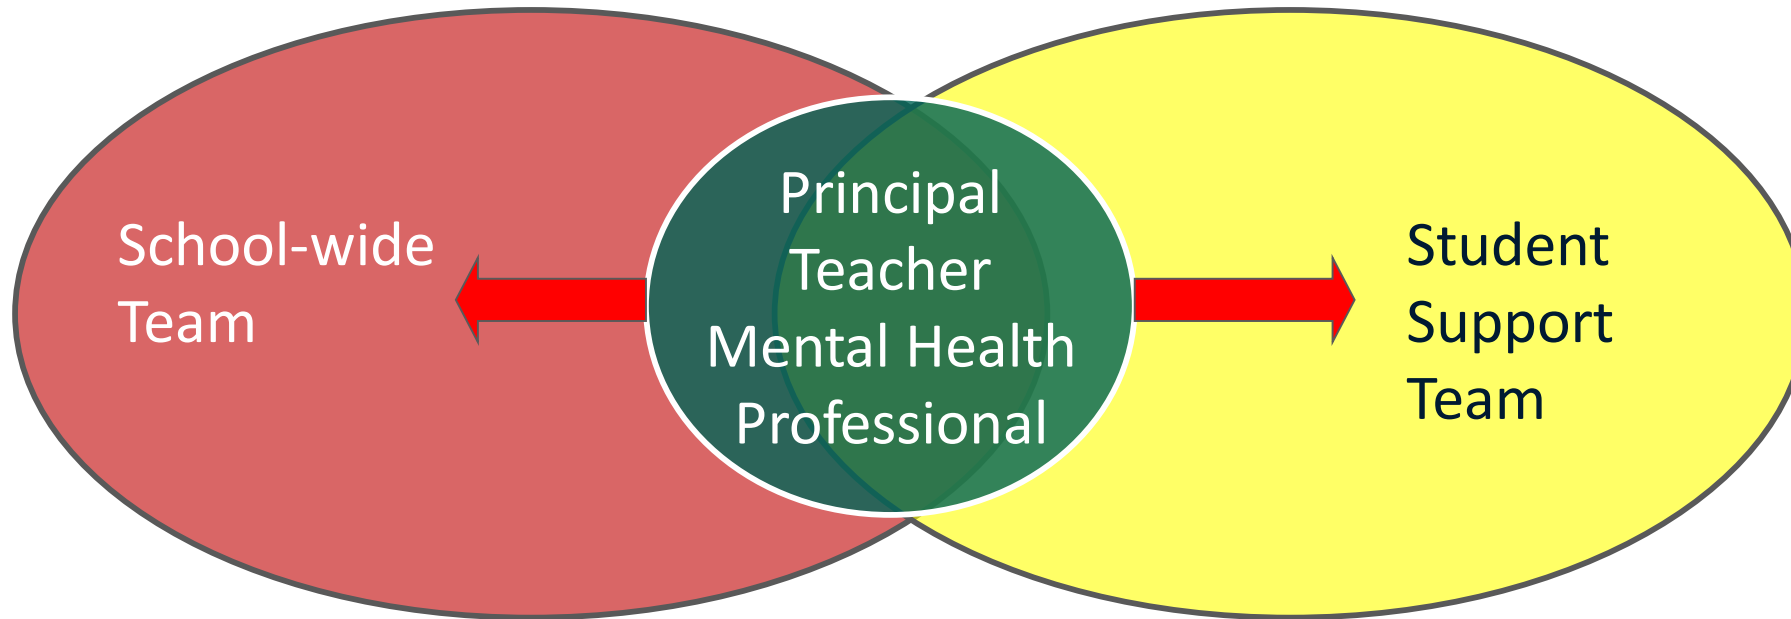 School-wide
Team
Principal
Teacher
Mental Health
Professional
Student
Support
Team